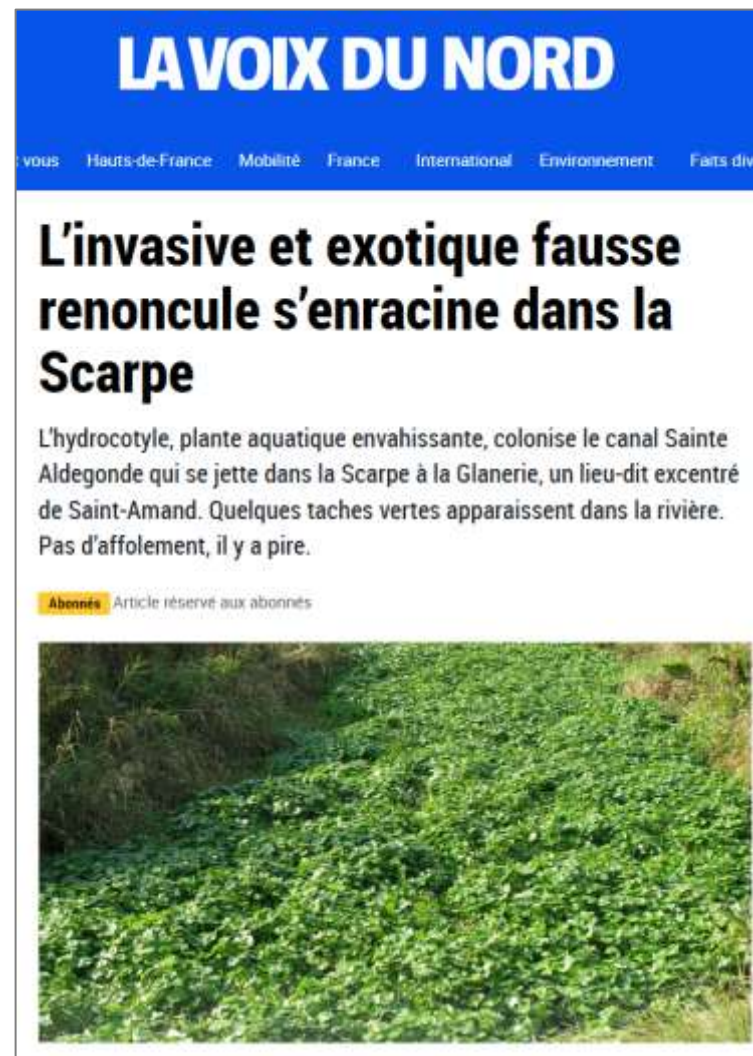 LA VOIX DU NORD
vous Hauts-de-France Mobilité France International Environnement Faits div
L’invasive et exotique fausse
renoncule s’enracine dans la
Scarpe
L’hydrocotyle, plante aquatique envahissante, colonise le canal Sainte
Aldegonde qui se jette dans la Scarpe à la Glanerie, un lieu-dit excentré
de Saint-Amand. Quelques taches vertes apparaissent dans la rivière.
Pas d’affolement, il y a pire.
Abonnés Article réservé aux abonnés